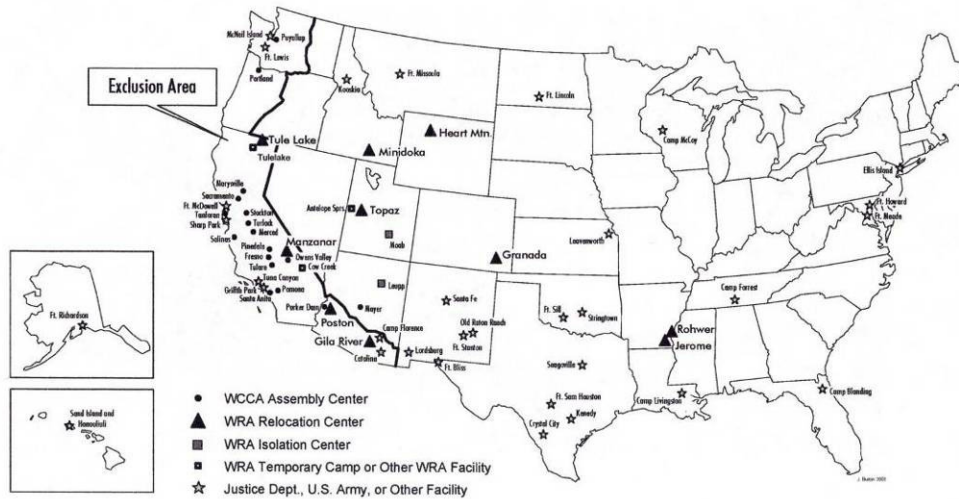 McNeil Island
Puyallup
Ft. Lewis
Portland
Exclusion Area
Kooskia
Ft. Missoula
Ft. Lincoln
Camp McCoy
Ellis Island
Ft. Howard
Ft. Meade
Tule Lake
Tulelake
Minidoka
Heart Mtn.
Marysville
Sacramento
Ft. McDowell
Tanforan
Sharp Park
Stockton
Turlock
Merced
Salinas
Pinedale
Fresno
Tulare
Manzanar
Owens Valley
Cow Creek
Antelope Sprs.
Topaz
Moab
Granada
Leavenworth
Tuna Canyon
Griffith Park
Pomona
Santa Anita
Leupp
Parker Dam
Mayer
Poston
Gila River
Camp Florence
Catalina
Lordsburg
Santa Fe
Old Raton Ranch
Ft. Stanton
Ft. Bliss
Ft. Sill
Stringtown
Camp Forrest
Rohwer
Jerome
Seagoville
Ft. Sam Houston
Kenedy
Crystal City
Camp Livingston
Camp Blanding
Ft. Richardson
Sand Island and
Honouliuli
WCCA Assembly Center
WRA Relocation Center
WRA Isolation Center
WRA Temporary Camp or Other WRA Facility
Justice Dept., U.S. Army, or Other Facility